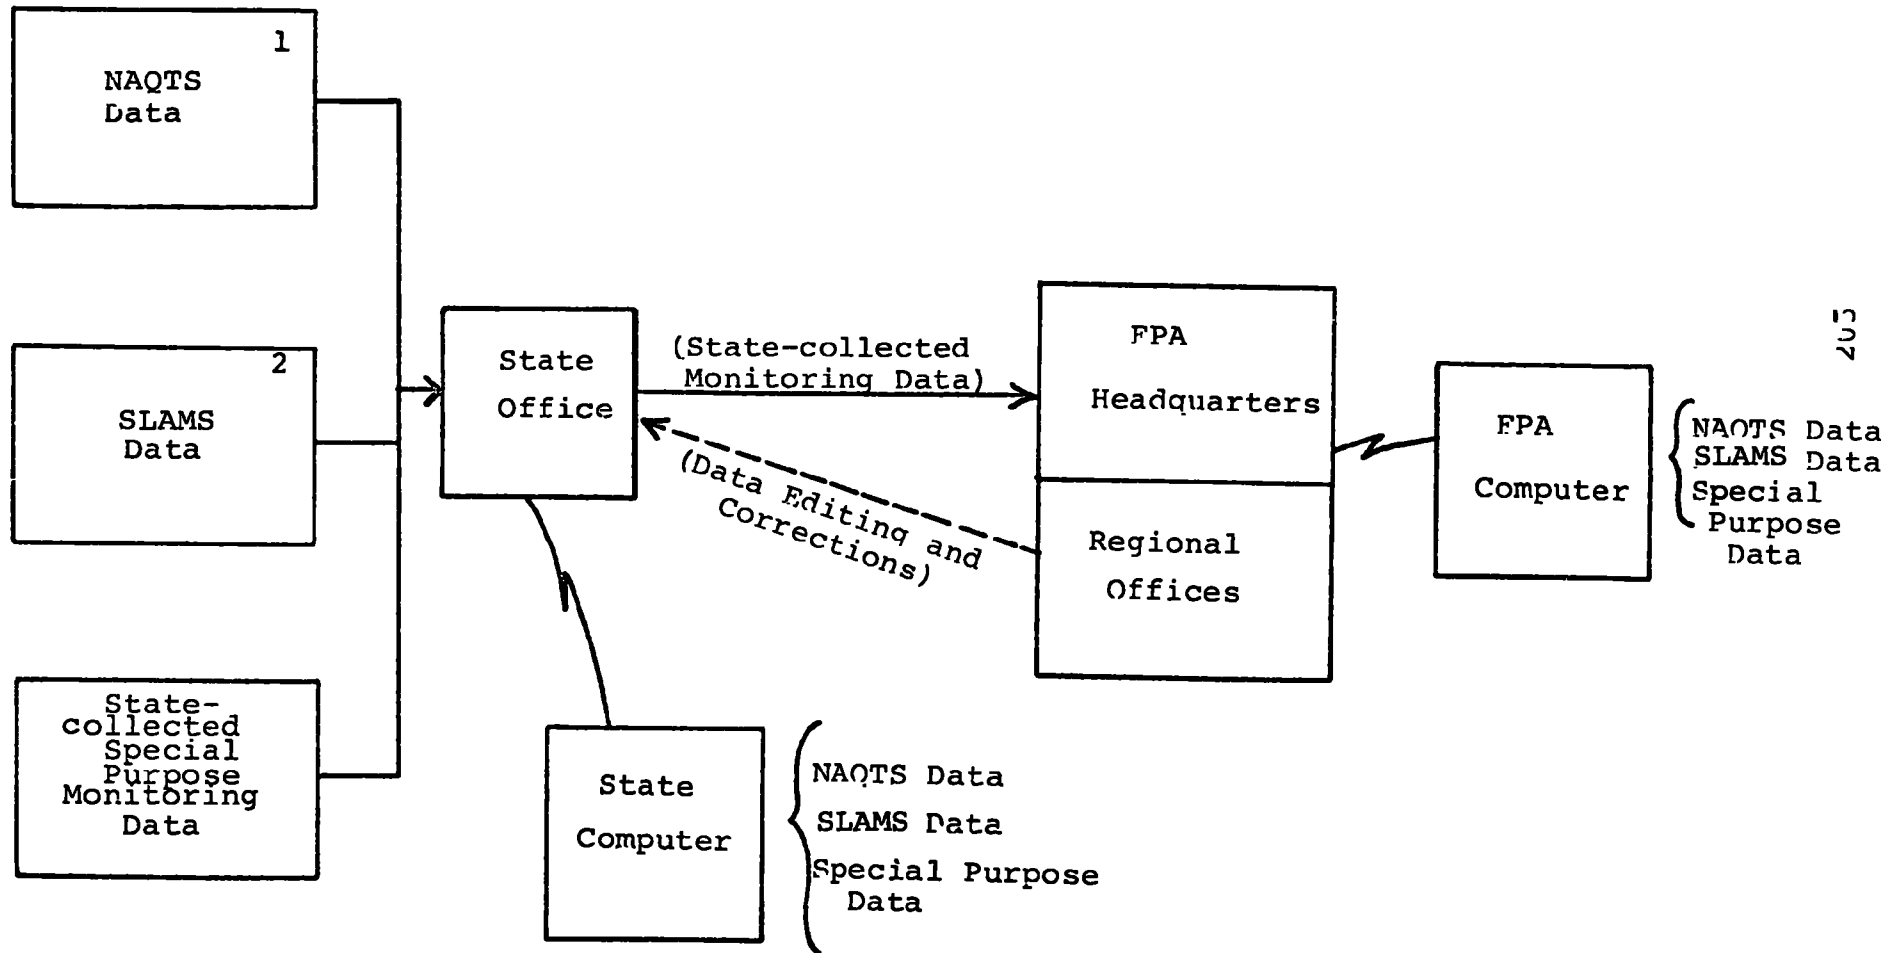 1
NAQTS
Data
2
SLAMS
Data
State-
collected
Special
Purpose
Monitoring
Data
State
Office
(State-collected
Monitoring Data)
(Data Editing and
Corrections)
State
Computer
NAQTS Data
SLAMS Data
Special Purpose
Data
EPA
Headquarters
Regional
Offices
EPA
Computer
NAQTS Data
SLAMS Data
Special
Purpose
Data